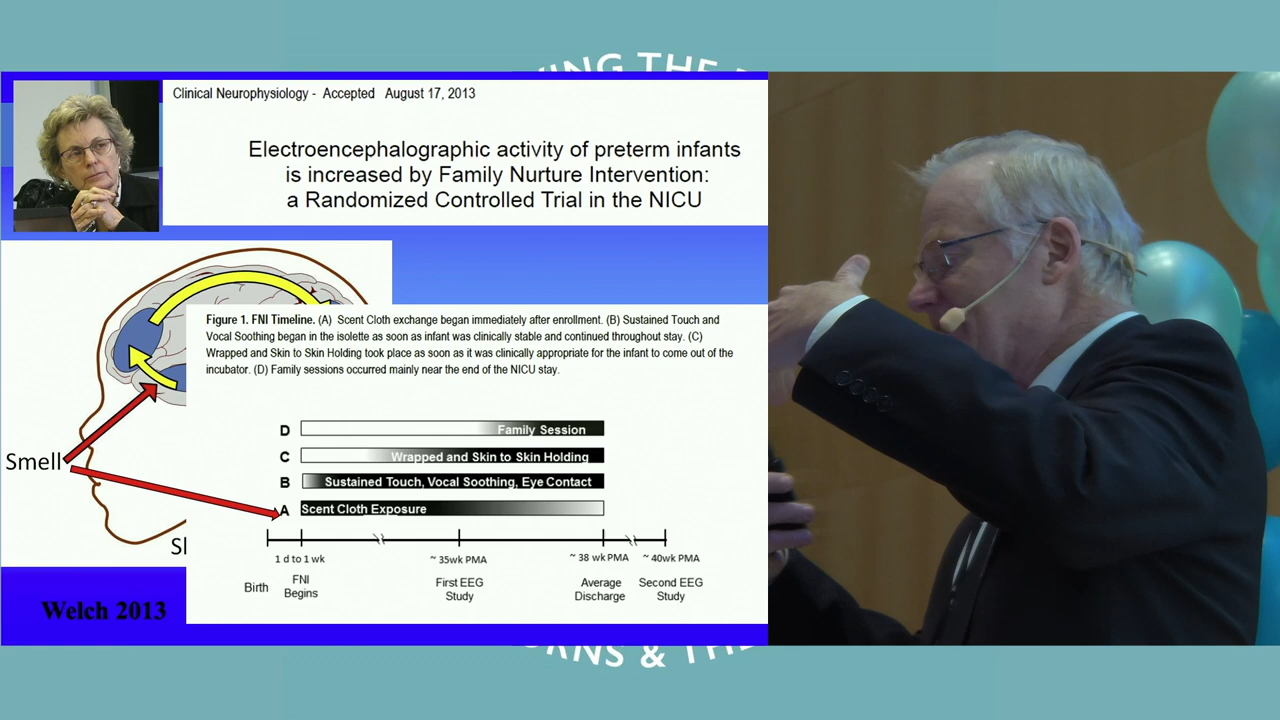 ING THE
Clinical Neurophysiology - Accepted August 17, 2013
Electroencephalographic activity of preterm infants
is increased by Family Nurture Intervention:
a Randomized Controlled Trial in the NICU
Figure 1. FNI Timeline. (A) Scent Cloth exchange began immediately after enrollment. (B) Sustained Touch and
Vocal Soothing began in the isolette as soon as infant was clinically stable and continued throughout stay. (C)
Wrapped and Skin to Skin Holding took place as soon as it was clinically appropriate for the infant to come out of the
incubator. (D) Family sessions occurred mainly near the end of the NICU stay.
D Family Session
C Wrapped and Skin to Skin Holding
Smell
B Sustained Touch, Vocal Soothing, Eye Contact
A Scent Cloth Exposure
1 d to 1 wk ~ 35wk PMA ~ 38 wk PMA ~ 40wk PMA
Birth FNI Begins First EEG Study Average Discharge Second EEG Study
Welch 2013
RNS & THE